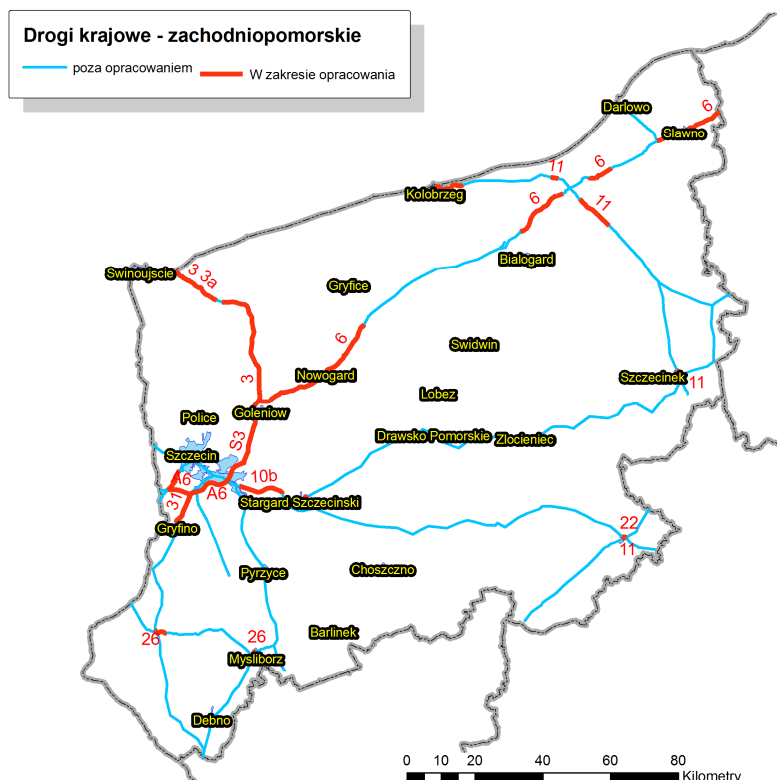 Drogi krajowe - zachodniopomorskie
poza opracowaniem
W zakresie opracowania
Darlowo
6
Slawno
11
6
Kolobrzeg
6
11
Bialogard
Swinoujscie
3 3a
Gryfice
6
Swidwin
3
Nowogard
Szczecinek
11
Lobez
Goleniow
Police
S3
Drawsko Pomorskie
Zlocieniec
Szczecin
A6
10b
A6
31
Stargard Szczecinski
Gryfino
22
11
Pyrzyce
Choszczno
Barlinek
26
26
Mysliborz
Debno
0 10 20 40 60 80
Kilometry